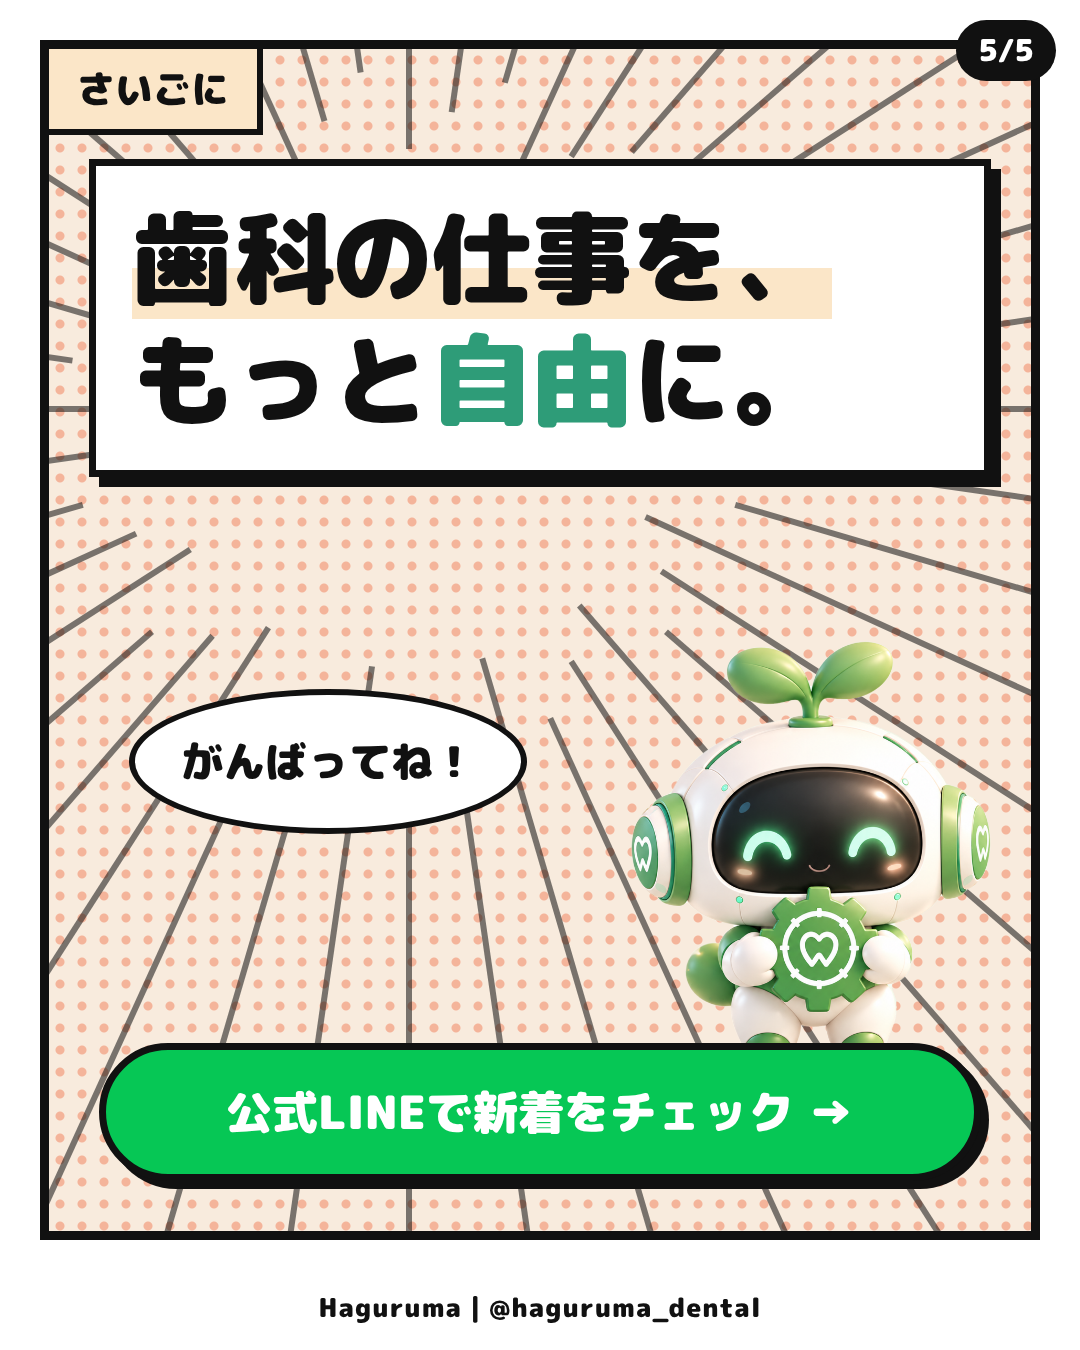 5/5
さいごに
歯科の仕事を、
もっと自由に。
がんばってね！
公式LINEで新着をチェック →
Haguruma | @haguruma_dental